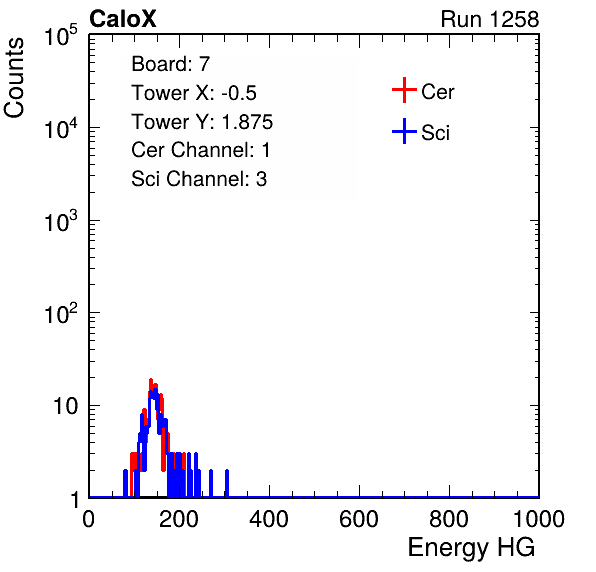 CaloX Run 1258
Counts
10^5
10^4
10^3
10^2
10
1
Board: 7
Tower X: -0.5
Tower Y: 1.875
Cer Channel: 1
Sci Channel: 3
Cer
Sci
0 200 400 600 800 1000
Energy HG